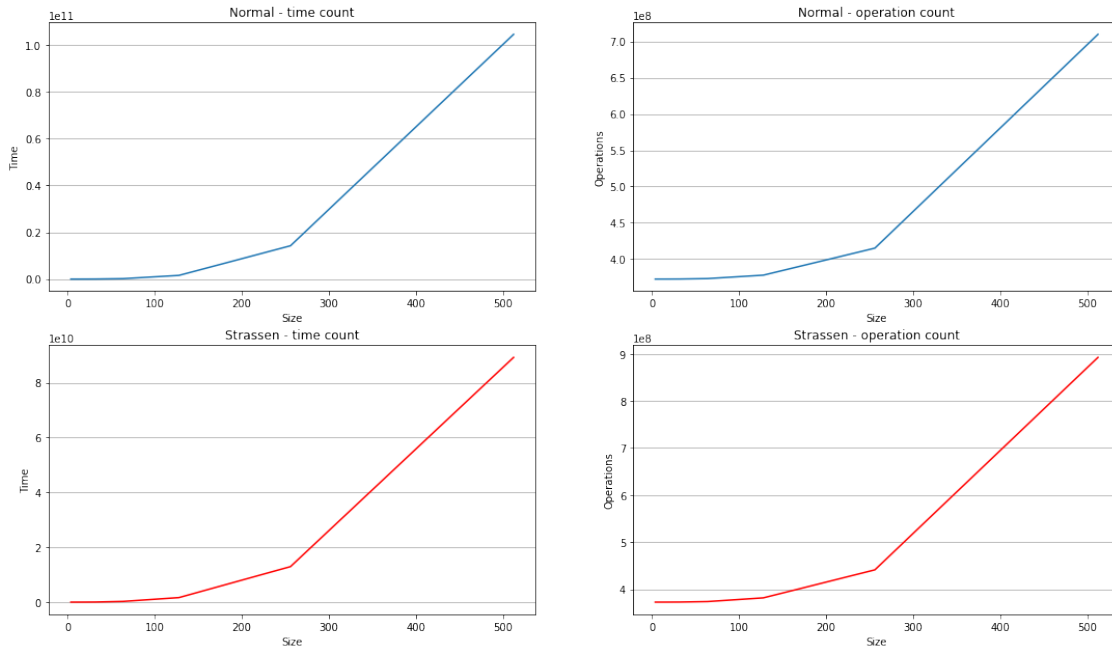 Normal - time count
1e11
1.0
0.8
0.6
0.4
0.2
0.0
Time
0 100 200 300 400 500
Size
Normal - operation count
1e8
7.0
6.5
6.0
5.5
5.0
4.5
4.0
Operations
0 100 200 300 400 500
Size
Strassen - time count
1e10
8
6
4
2
0
Time
0 100 200 300 400 500
Size
Strassen - operation count
1e8
9
8
7
6
5
4
Operations
0 100 200 300 400 500
Size